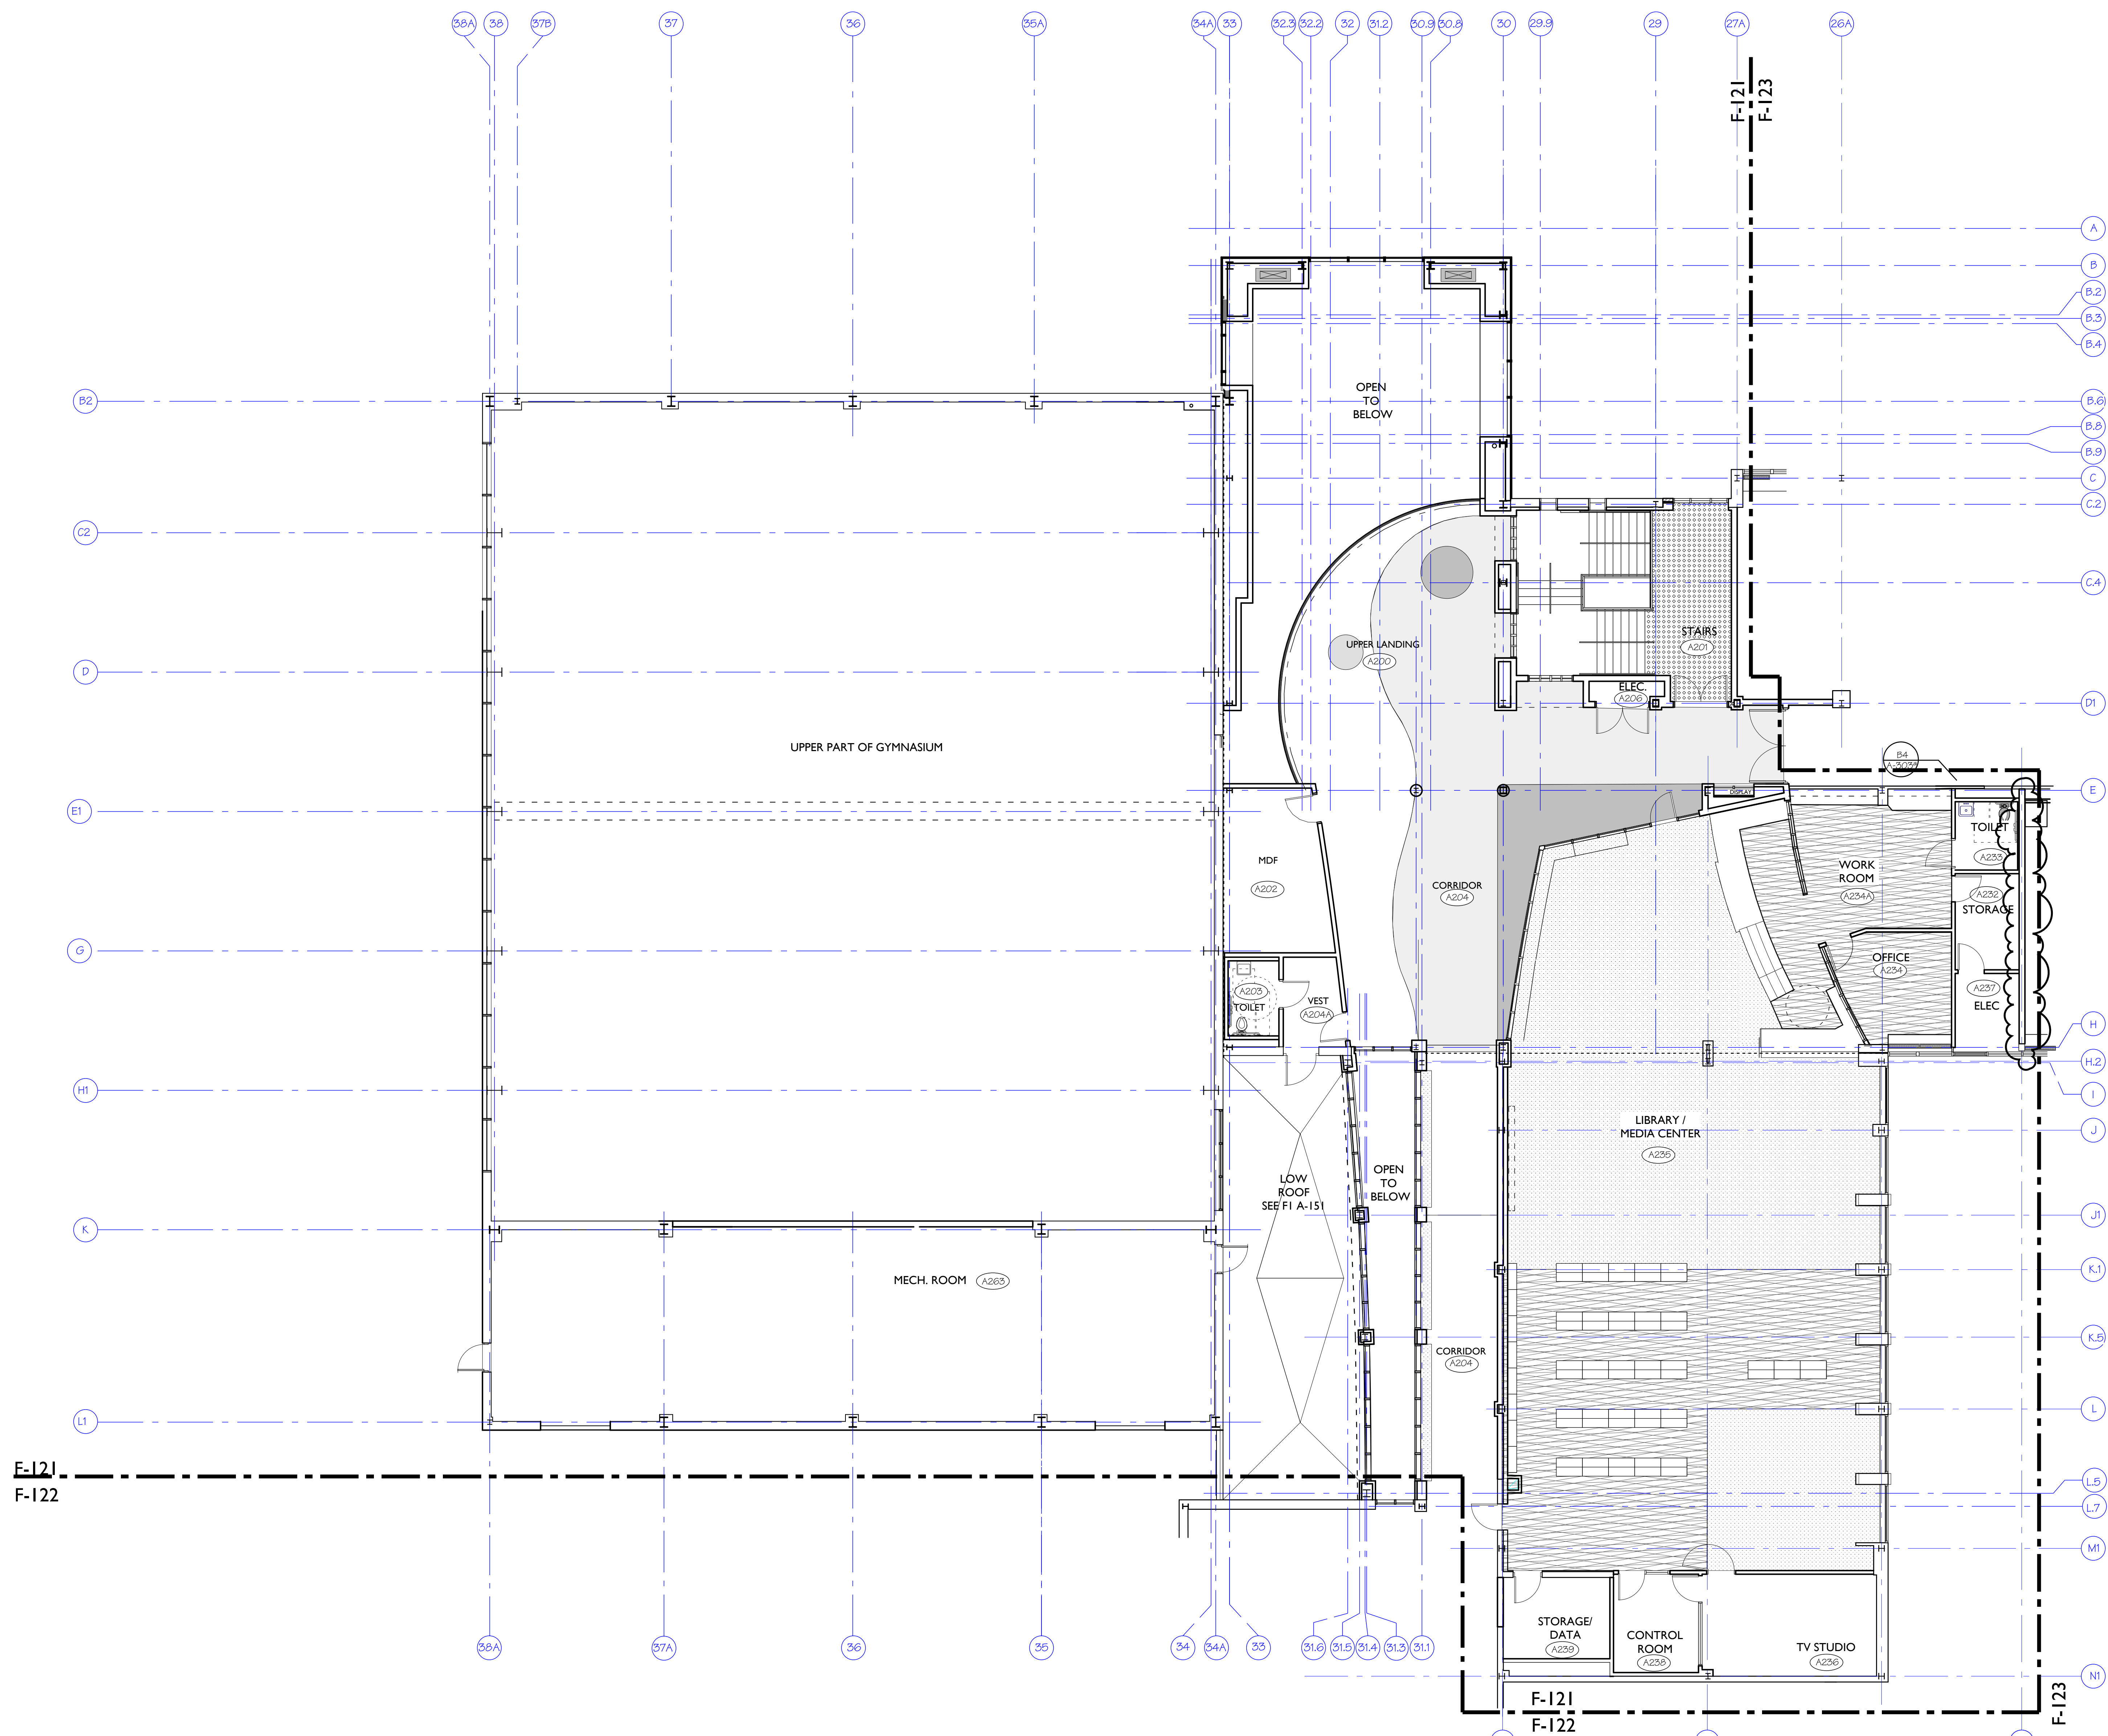 38A 38 37B 37 36 35A 34A 33 32.3 32.2 32 31.2 30.9 30.8 30 29.9 29 27A 26A
F-121
F-123
A
B
B.2
B.3
B.4
B2
B.6
B.8
B.9
C
C.2
C2
C.4
D
D1
E1
E
G
H
H.2
I
H1
J
J1
K
K.1
K.5
L1
L
L.5
L.7
M1
N1
OPEN
TO
BELOW
UPPER LANDING
A200
STAIRS
A201
ELEC.
A206
UPPER PART OF GYMNASIUM
B4
DISPLAY
MDF
A202
CORRIDOR
A204
WORK
ROOM
A234A
TOILET
A233
A232
STORAGE
OFFICE
A234
A237
ELEC
A203
TOILET
VEST
A204A
LIBRARY /
MEDIA CENTER
A235
LOW
ROOF
SEE F1 A-151
OPEN
TO
BELOW
MECH. ROOM A263
CORRIDOR
A204
F-121
F-122
STORAGE/
DATA
A239
CONTROL
ROOM
A238
TV STUDIO
A236
38A 37A 36 35 34 34A 33 31.6 31.5 31.4 31.3 31.1
F-121
F-122
F-123